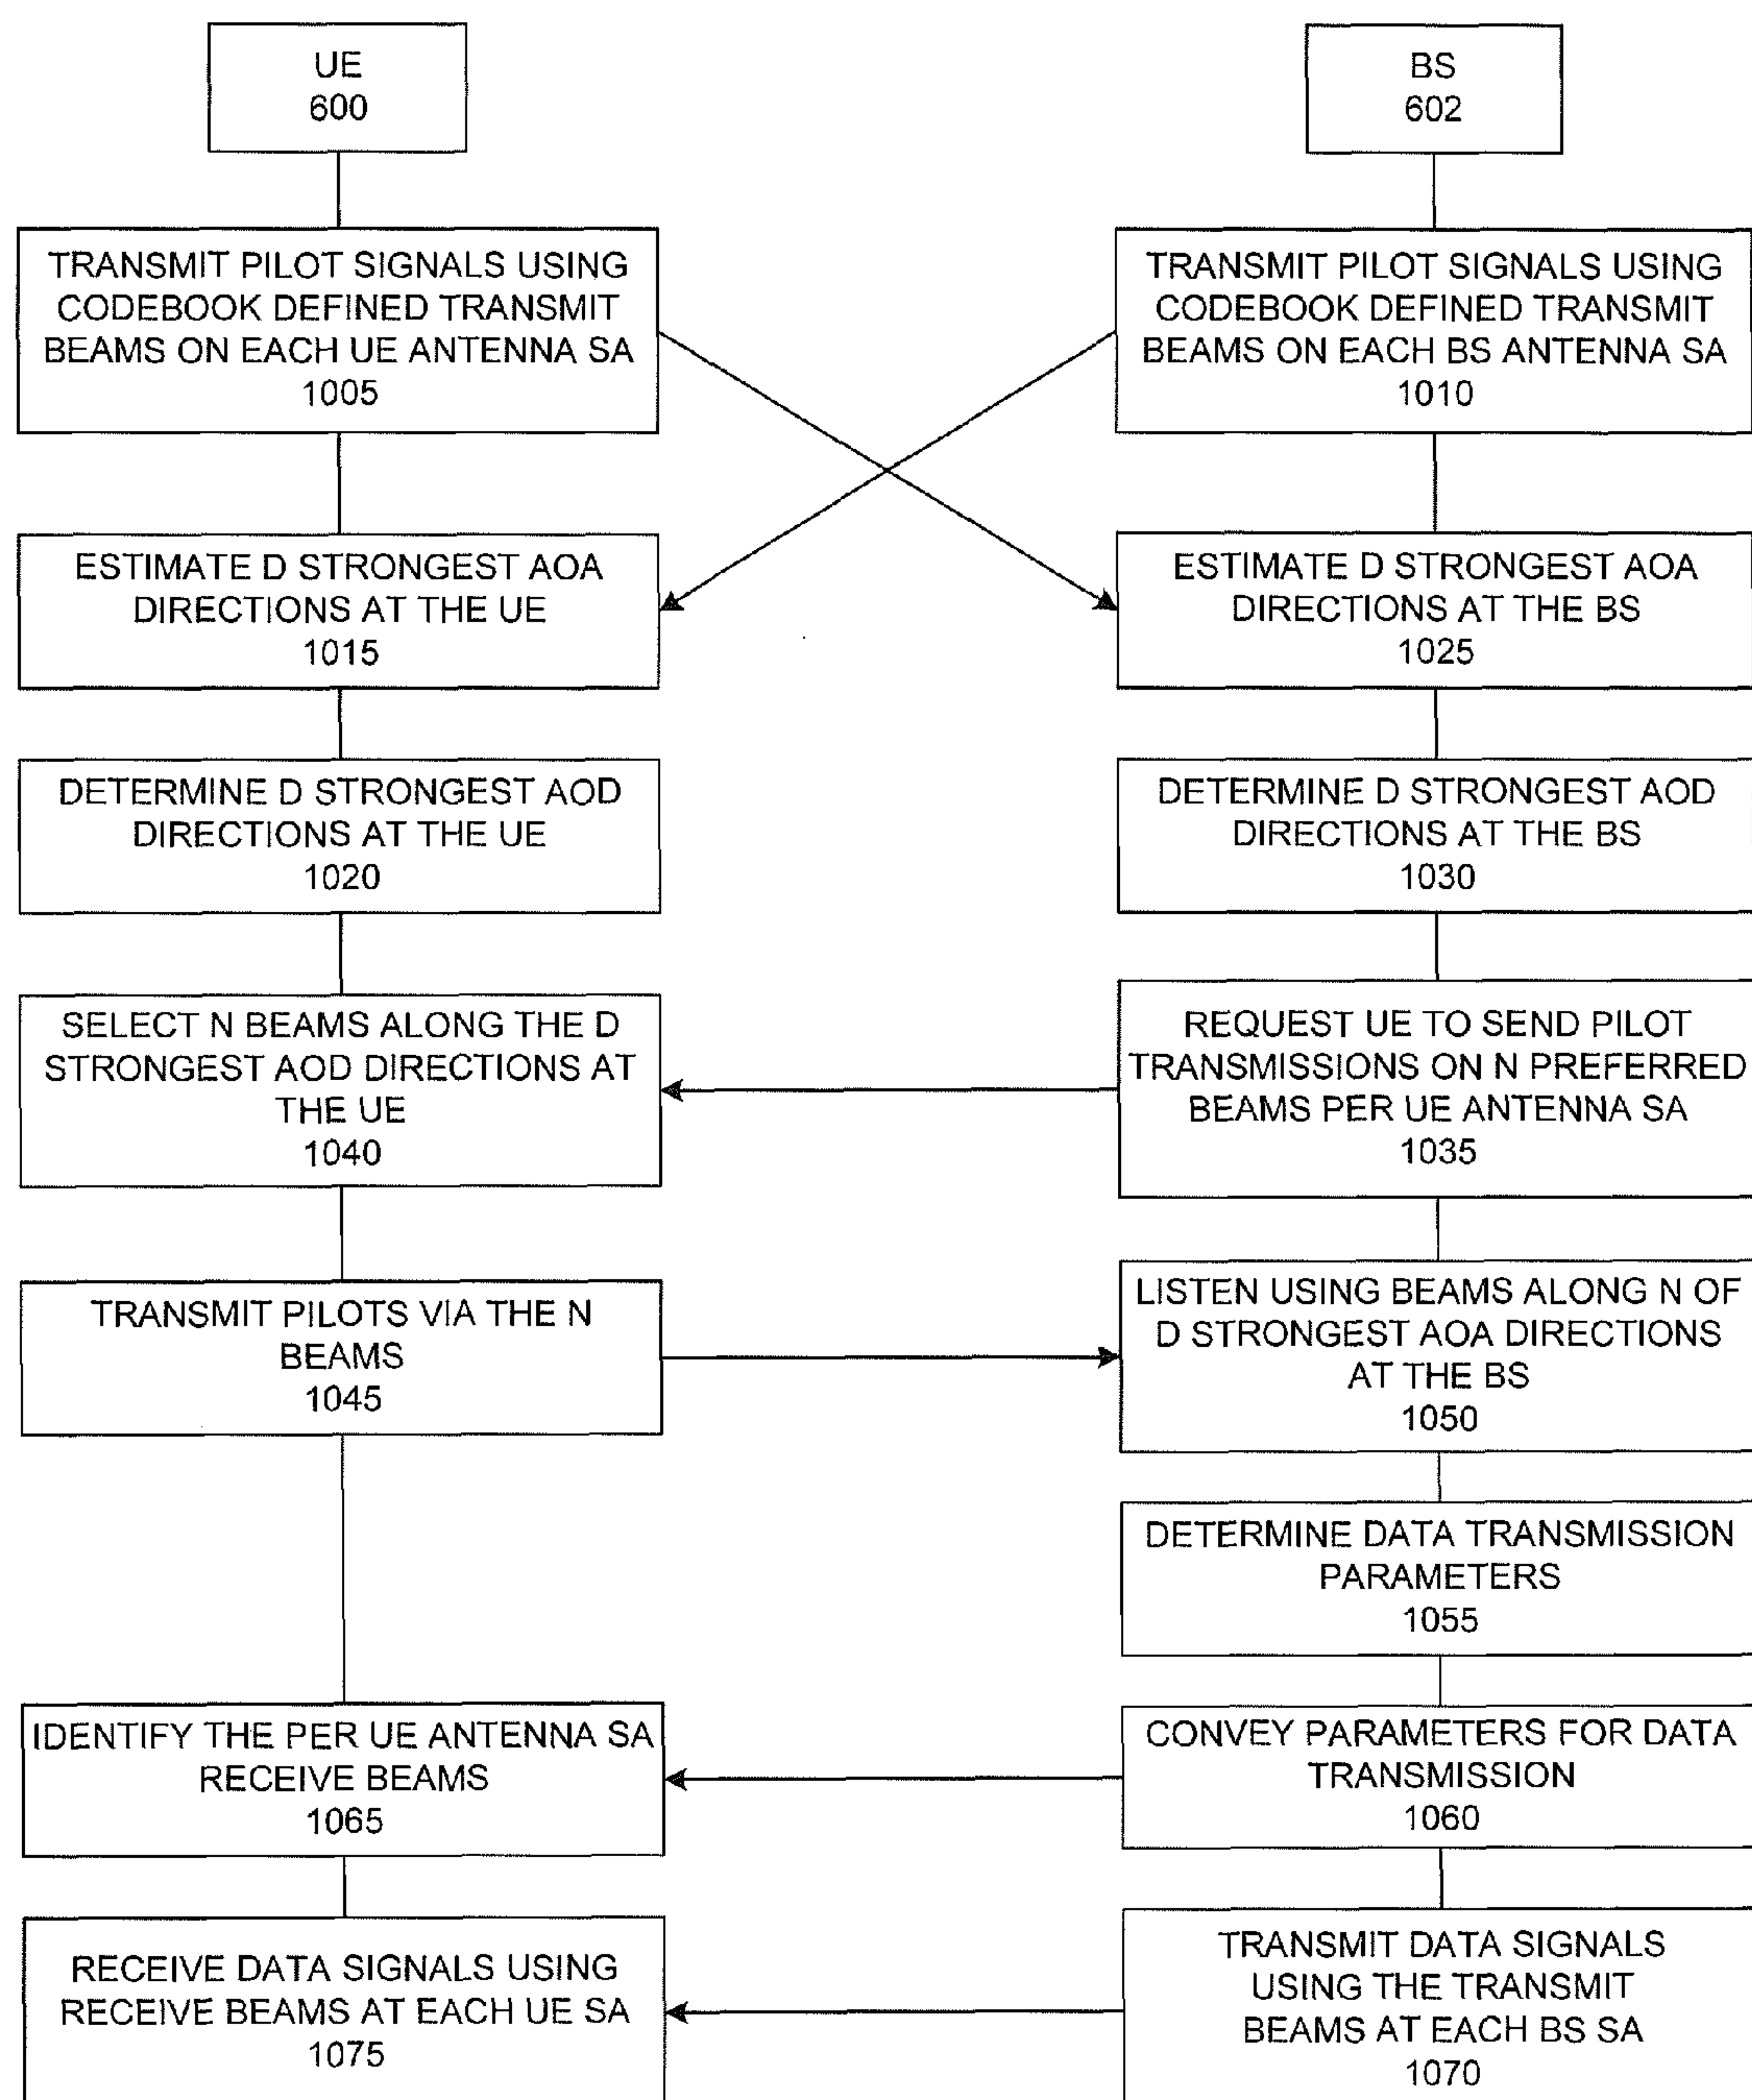 UE
600
BS
602
TRANSMIT PILOT SIGNALS USING
CODEBOOK DEFINED TRANSMIT
BEAMS ON EACH UE ANTENNA SA
1005
TRANSMIT PILOT SIGNALS USING
CODEBOOK DEFINED TRANSMIT
BEAMS ON EACH BS ANTENNA SA
1010
ESTIMATE D STRONGEST AOA
DIRECTIONS AT THE UE
1015
ESTIMATE D STRONGEST AOA
DIRECTIONS AT THE BS
1025
DETERMINE D STRONGEST AOD
DIRECTIONS AT THE UE
1020
DETERMINE D STRONGEST AOD
DIRECTIONS AT THE BS
1030
SELECT N BEAMS ALONG THE D
STRONGEST AOD DIRECTIONS AT
THE UE
1040
REQUEST UE TO SEND PILOT
TRANSMISSIONS ON N PREFERRED
BEAMS PER UE ANTENNA SA
1035
TRANSMIT PILOTS VIA THE N
BEAMS
1045
LISTEN USING BEAMS ALONG N OF
D STRONGEST AOA DIRECTIONS
AT THE BS
1050
DETERMINE DATA TRANSMISSION
PARAMETERS
1055
IDENTIFY THE PER UE ANTENNA SA
RECEIVE BEAMS
1065
CONVEY PARAMETERS FOR DATA
TRANSMISSION
1060
RECEIVE DATA SIGNALS USING
RECEIVE BEAMS AT EACH UE SA
1075
TRANSMIT DATA SIGNALS
USING THE TRANSMIT
BEAMS AT EACH BS SA
1070